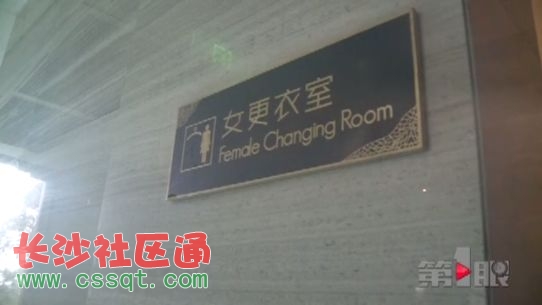 女更衣室
Female Changing Room
长沙社区通
www.cssqt.com
第1眼